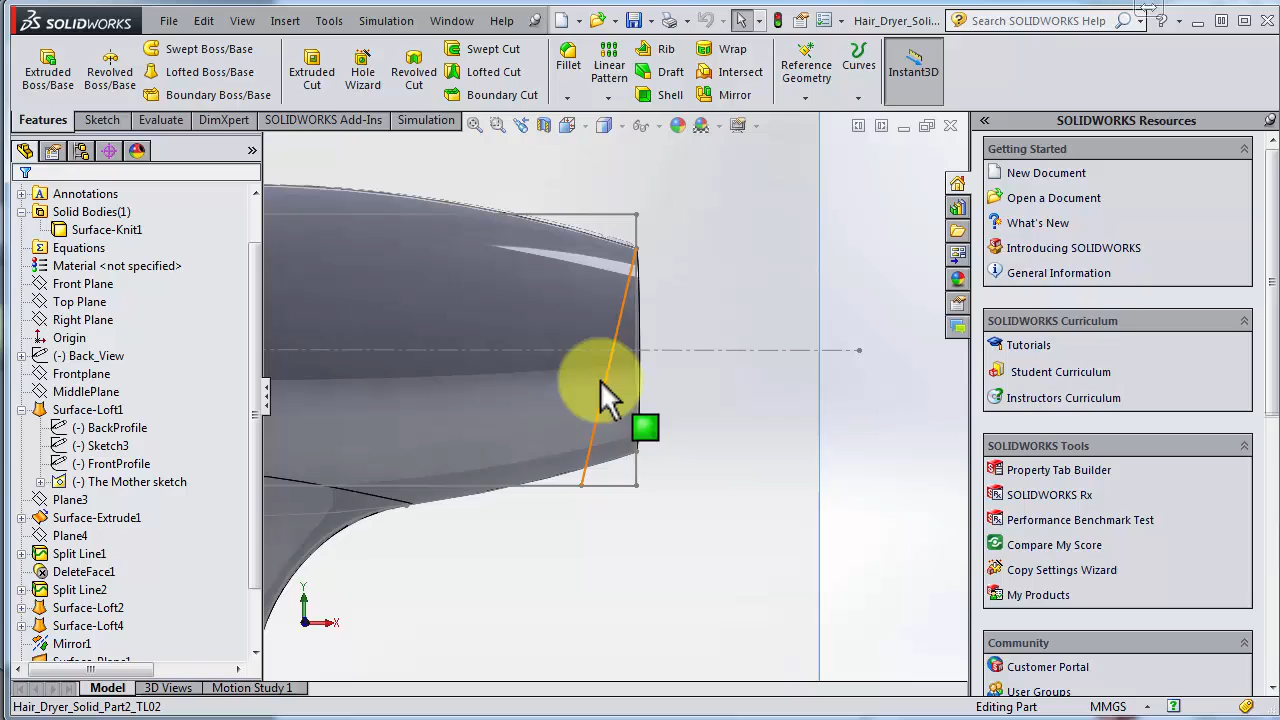 SOLIDWORKS File Edit View Insert Tools Simulation Window Help Hair_Dryer_Soli... Search SOLIDWORKS Help
Extruded Boss/Base
Revolved Boss/Base
Swept Boss/Base
Lofted Boss/Base
Boundary Boss/Base
Extruded Cut
Hole Wizard
Revolved Cut
Swept Cut
Lofted Cut
Boundary Cut
Fillet
Linear Pattern
Rib
Draft
Shell
Wrap
Intersect
Mirror
Reference Geometry
Curves
Instant3D
Features Sketch Evaluate DimXpert SOLIDWORKS Add-Ins Simulation
Annotations
Solid Bodies(1)
Surface-Knit1
Equations
Material <not specified>
Front Plane
Top Plane
Right Plane
Origin
(-) Back_View
Frontplane
MiddlePlane
Surface-Loft1
(-) BackProfile
(-) Sketch3
(-) FrontProfile
(-) The Mother sketch
Plane3
Surface-Extrude1
Plane4
Split Line1
DeleteFace1
Split Line2
Surface-Loft2
Surface-Loft4
Mirror1
Surface-Plane1
Y
X
SOLIDWORKS Resources
Getting Started
New Document
Open a Document
What's New
Introducing SOLIDWORKS
General Information
SOLIDWORKS Curriculum
Tutorials
Student Curriculum
Instructors Curriculum
SOLIDWORKS Tools
Property Tab Builder
SOLIDWORKS Rx
Performance Benchmark Test
Compare My Score
Copy Settings Wizard
My Products
Community
Customer Portal
User Groups
Model 3D Views Motion Study 1
Hair_Dryer_Solid_Part2_TL02 Editing Part MMGS